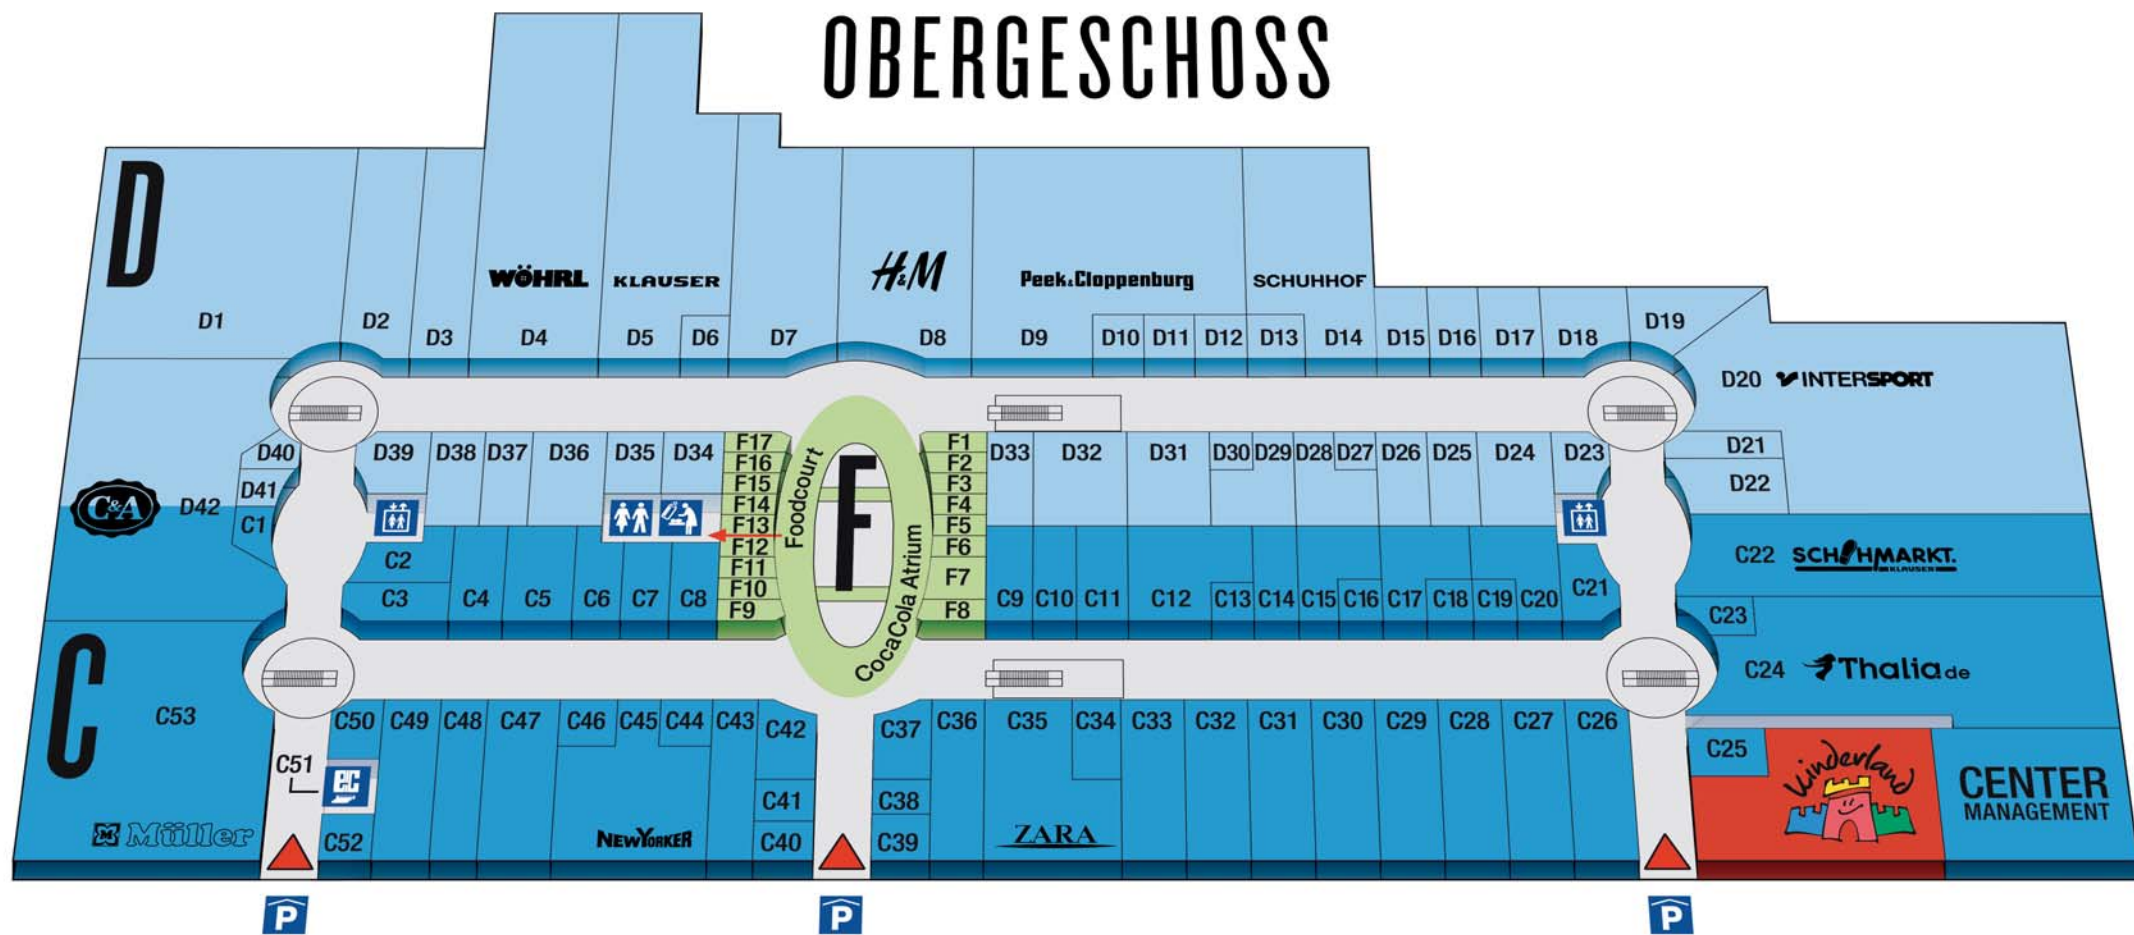 OBERGESCHOSS
D
WÖHRL
KLAUSER
H&M
Peek&Cloppenburg
SCHUHHOF
D1
D2
D3
D4
D5
D6
D7
D8
D9
D10
D11
D12
D13
D14
D15
D16
D17
D18
D19
D20
INTERSPORT
D40
D39
D38
D37
D36
D35
D34
F17
F16
F15
F14
F13
F12
F11
F10
F9
Foodcourt
F
CocaCola Atrium
F1
F2
F3
F4
F5
F6
F7
F8
D33
D32
D31
D30
D29
D28
D27
D26
D25
D24
D23
D21
D22
C&A
D42
D41
C1
C2
C3
C4
C5
C6
C7
C8
C9
C10
C11
C12
C13
C14
C15
C16
C17
C18
C19
C20
C21
C22
SCHUHMARKT.
KLAUSER
C23
C24
Thalia.de
C
C53
C50
C49
C48
C47
C46
C45
C44
C43
C42
C37
C36
C35
C34
C33
C32
C31
C30
C29
C28
C27
C26
C25
Kinderland
CENTER
MANAGEMENT
C51
ec
C41
C38
M Müller
C52
NEWYORKER
C40
C39
ZARA
P
P
P